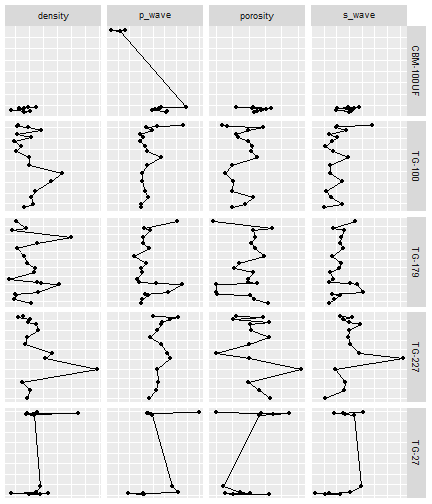 density
p_wave
porosity
s_wave
CBM-100UF
TG-100
TG-179
TG-227
TG-27